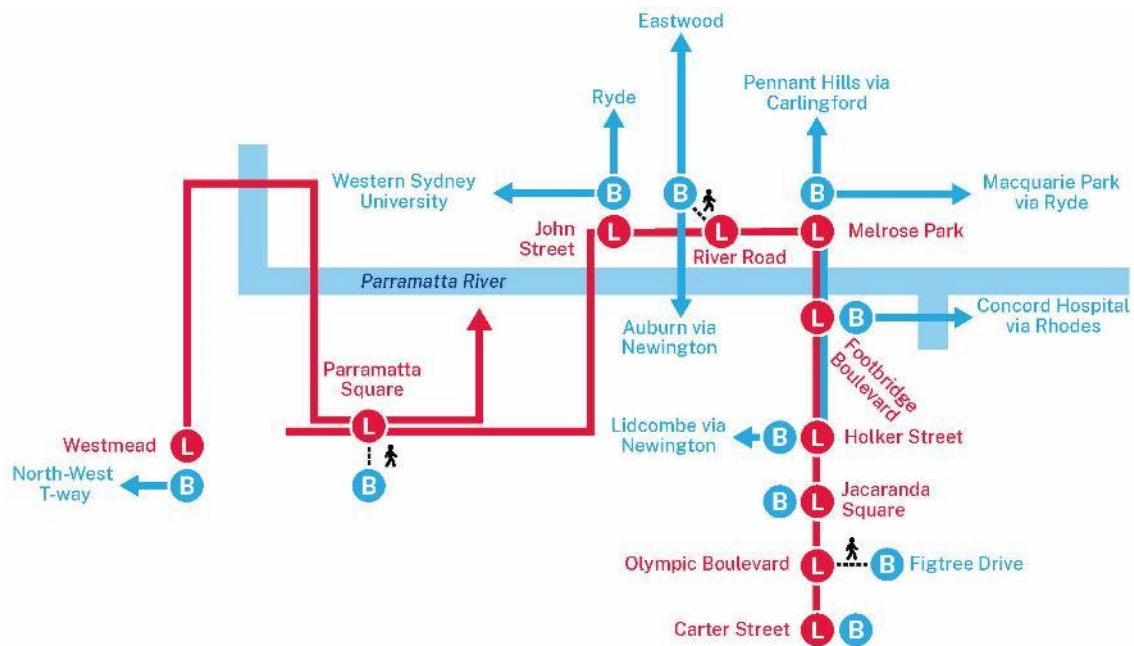 Eastwood
Pennant Hills via
Carlingford
Ryde
Western Sydney
University
B
B
B
Macquarie Park
via Ryde
John
Street
L
L
River Road
L
Melrose Park
Parramatta River
Auburn via
Newington
L
B
Concord Hospital
via Rhodes
Footbridge
Boulevard
Parramatta
Square
L
Westmead
L
Lidcombe via
Newington
B
L
Holker Street
North-West
T-way
B
B
B
L
Jacaranda
Square
Olympic Boulevard
L
B
Figtree Drive
Carter Street
L
B